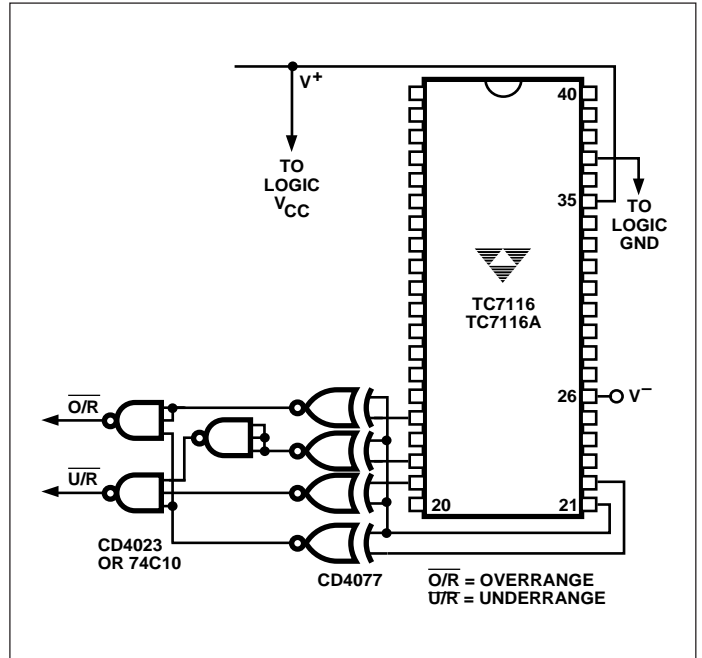 V+
40
TO
LOGIC
VCC
35
TO
LOGIC
GND
TC7116
TC7116A
O/R
26
V–
U/R
20
21
CD4023
OR 74C10
CD4077
O/R = OVERRANGE
U/R = UNDERRANGE